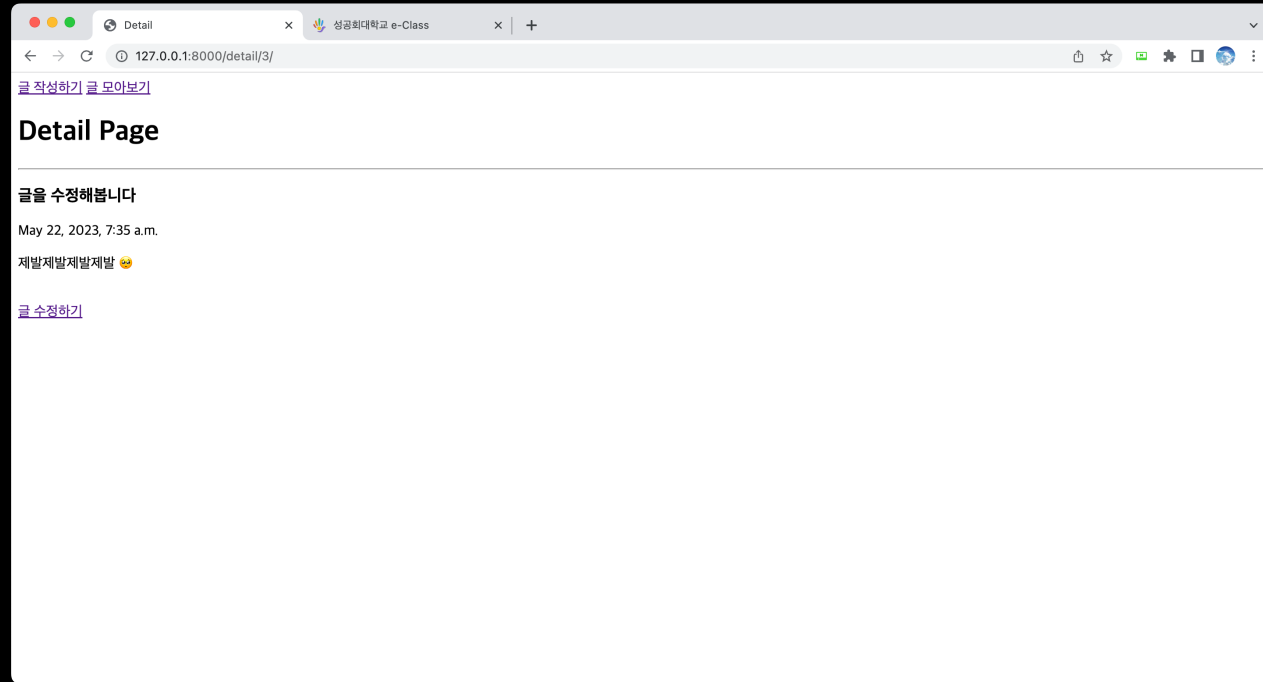 Detail
성공회대학교 e-Class
127.0.0.1:8000/detail/3/
글 작성하기 글 모아보기
Detail Page
글을 수정해봅니다
May 22, 2023, 7:35 a.m.
제발제발제발제발 🥺
글 수정하기